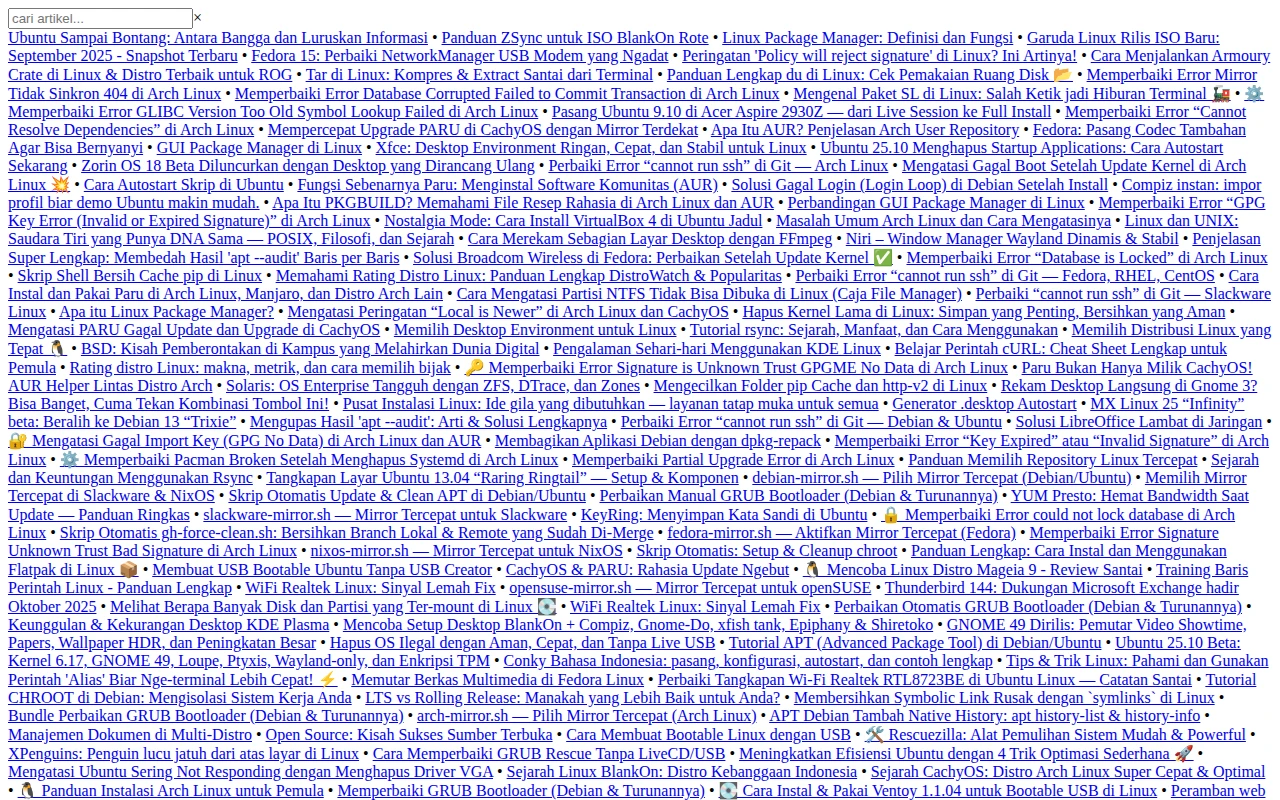 cari artikel...×
Ubuntu Sampai Bontang: Antara Bangga dan Luruskan Informasi • Panduan ZSync untuk ISO BlankOn Rote • Linux Package Manager: Definisi dan Fungsi • Garuda Linux Rilis ISO Baru:
September 2025 - Snapshot Terbaru • Fedora 15: Perbaiki NetworkManager USB Modem yang Ngadat • Peringatan 'Policy will reject signature' di Linux? Ini Artinya! • Cara Menjalankan Armoury
Crate di Linux & Distro Terbaik untuk ROG • Tar di Linux: Kompres & Extract Santai dari Terminal • Panduan Lengkap du di Linux: Cek Pemakaian Ruang Disk 📂 • Memperbaiki Error Mirror
Tidak Sinkron 404 di Arch Linux • Memperbaiki Error Database Corrupted Failed to Commit Transaction di Arch Linux • Mengenal Paket SL di Linux: Salah Ketik jadi Hiburan Terminal 🚂 • ⚙️
Memperbaiki Error GLIBC Version Too Old Symbol Lookup Failed di Arch Linux • Pasang Ubuntu 9.10 di Acer Aspire 2930Z — dari Live Session ke Full Install • Memperbaiki Error “Cannot
Resolve Dependencies” di Arch Linux • Mempercepat Upgrade PARU di CachyOS dengan Mirror Terdekat • Apa Itu AUR? Penjelasan Arch User Repository • Fedora: Pasang Codec Tambahan
Agar Bisa Bernyanyi • GUI Package Manager di Linux • Xfce: Desktop Environment Ringan, Cepat, dan Stabil untuk Linux • Ubuntu 25.10 Menghapus Startup Applications: Cara Autostart
Sekarang • Zorin OS 18 Beta Diluncurkan dengan Desktop yang Dirancang Ulang • Perbaiki Error “cannot run ssh” di Git — Arch Linux • Mengatasi Gagal Boot Setelah Update Kernel di Arch
Linux 💥 • Cara Autostart Skrip di Ubuntu • Fungsi Sebenarnya Paru: Menginstal Software Komunitas (AUR) • Solusi Gagal Login (Login Loop) di Debian Setelah Install • Compiz instan: impor
profil biar demo Ubuntu makin mudah. • Apa Itu PKGBUILD? Memahami File Resep Rahasia di Arch Linux dan AUR • Perbandingan GUI Package Manager di Linux • Memperbaiki Error “GPG
Key Error (Invalid or Expired Signature)” di Arch Linux • Nostalgia Mode: Cara Install VirtualBox 4 di Ubuntu Jadul • Masalah Umum Arch Linux dan Cara Mengatasinya • Linux dan UNIX:
Saudara Tiri yang Punya DNA Sama — POSIX, Filosofi, dan Sejarah • Cara Merekam Sebagian Layar Desktop dengan FFmpeg • Niri – Window Manager Wayland Dinamis & Stabil • Penjelasan
Super Lengkap: Membedah Hasil 'apt --audit' Baris per Baris • Solusi Broadcom Wireless di Fedora: Perbaikan Setelah Update Kernel ✅ • Memperbaiki Error “Database is Locked” di Arch Linux
• Skrip Shell Bersih Cache pip di Linux • Memahami Rating Distro Linux: Panduan Lengkap DistroWatch & Popularitas • Perbaiki Error “cannot run ssh” di Git — Fedora, RHEL, CentOS • Cara
Instal dan Pakai Paru di Arch Linux, Manjaro, dan Distro Arch Lain • Cara Mengatasi Partisi NTFS Tidak Bisa Dibuka di Linux (Caja File Manager) • Perbaiki “cannot run ssh” di Git — Slackware
Linux • Apa itu Linux Package Manager? • Mengatasi Peringatan “Local is Newer” di Arch Linux dan CachyOS • Hapus Kernel Lama di Linux: Simpan yang Penting, Bersihkan yang Aman •
Mengatasi PARU Gagal Update dan Upgrade di CachyOS • Memilih Desktop Environment untuk Linux • Tutorial rsync: Sejarah, Manfaat, dan Cara Menggunakan • Memilih Distribusi Linux yang
Tepat 🐧 • BSD: Kisah Pemberontakan di Kampus yang Melahirkan Dunia Digital • Pengalaman Sehari-hari Menggunakan KDE Linux • Belajar Perintah cURL: Cheat Sheet Lengkap untuk
Pemula • Rating distro Linux: makna, metrik, dan cara memilih bijak • 🔑 Memperbaiki Error Signature is Unknown Trust GPGME No Data di Arch Linux • Paru Bukan Hanya Milik CachyOS!
AUR Helper Lintas Distro Arch • Solaris: OS Enterprise Tangguh dengan ZFS, DTrace, dan Zones • Mengecilkan Folder pip Cache dan http-v2 di Linux • Rekam Desktop Langsung di Gnome 3?
Bisa Banget, Cuma Tekan Kombinasi Tombol Ini! • Pusat Instalasi Linux: Ide gila yang dibutuhkan — layanan tatap muka untuk semua • Generator .desktop Autostart • MX Linux 25 “Infinity”
beta: Beralih ke Debian 13 “Trixie” • Mengupas Hasil 'apt --audit': Arti & Solusi Lengkapnya • Perbaiki Error “cannot run ssh” di Git — Debian & Ubuntu • Solusi LibreOffice Lambat di Jaringan •
🔐 Mengatasi Gagal Import Key (GPG No Data) di Arch Linux dan AUR • Membagikan Aplikasi Debian dengan dpkg-repack • Memperbaiki Error “Key Expired” atau “Invalid Signature” di Arch
Linux • ⚙️ Memperbaiki Pacman Broken Setelah Menghapus Systemd di Arch Linux • Memperbaiki Partial Upgrade Error di Arch Linux • Panduan Memilih Repository Linux Tercepat • Sejarah
dan Keuntungan Menggunakan Rsync • Tangkapan Layar Ubuntu 13.04 “Raring Ringtail” — Setup & Komponen • debian-mirror.sh — Pilih Mirror Tercepat (Debian/Ubuntu) • Memilih Mirror
Tercepat di Slackware & NixOS • Skrip Otomatis Update & Clean APT di Debian/Ubuntu • Perbaikan Manual GRUB Bootloader (Debian & Turunannya) • YUM Presto: Hemat Bandwidth Saat
Update — Panduan Ringkas • slackware-mirror.sh — Mirror Tercepat untuk Slackware • KeyRing: Menyimpan Kata Sandi di Ubuntu • 🔒 Memperbaiki Error could not lock database di Arch
Linux • Skrip Otomatis gh-force-clean.sh: Bersihkan Branch Lokal & Remote yang Sudah Di-Merge • fedora-mirror.sh — Aktifkan Mirror Tercepat (Fedora) • Memperbaiki Error Signature
Unknown Trust Bad Signature di Arch Linux • nixos-mirror.sh — Mirror Tercepat untuk NixOS • Skrip Otomatis: Setup & Cleanup chroot • Panduan Lengkap: Cara Instal dan Menggunakan
Flatpak di Linux 📦 • Membuat USB Bootable Ubuntu Tanpa USB Creator • CachyOS & PARU: Rahasia Update Ngebut • 🐧 Mencoba Linux Distro Mageia 9 - Review Santai • Training Baris
Perintah Linux - Panduan Lengkap • WiFi Realtek Linux: Sinyal Lemah Fix • opensuse-mirror.sh — Mirror Tercepat untuk openSUSE • Thunderbird 144: Dukungan Microsoft Exchange hadir
Oktober 2025 • Melihat Berapa Banyak Disk dan Partisi yang Ter-mount di Linux 💽 • WiFi Realtek Linux: Sinyal Lemah Fix • Perbaikan Otomatis GRUB Bootloader (Debian & Turunannya) •
Keunggulan & Kekurangan Desktop KDE Plasma • Mencoba Setup Desktop BlankOn + Compiz, Gnome-Do, xfish tank, Epiphany & Shiretoko • GNOME 49 Dirilis: Pemutar Video Showtime,
Papers, Wallpaper HDR, dan Peningkatan Besar • Hapus OS Ilegal dengan Aman, Cepat, dan Tanpa Live USB • Tutorial APT (Advanced Package Tool) di Debian/Ubuntu • Ubuntu 25.10 Beta:
Kernel 6.17, GNOME 49, Loupe, Ptyxis, Wayland-only, dan Enkripsi TPM • Conky Bahasa Indonesia: pasang, konfigurasi, autostart, dan contoh lengkap • Tips & Trik Linux: Pahami dan Gunakan
Perintah 'Alias' Biar Nge-terminal Lebih Cepat! ⚡ • Memutar Berkas Multimedia di Fedora Linux • Perbaiki Tangkapan Wi-Fi Realtek RTL8723BE di Ubuntu Linux — Catatan Santai • Tutorial
CHROOT di Debian: Mengisolasi Sistem Kerja Anda • LTS vs Rolling Release: Manakah yang Lebih Baik untuk Anda? • Membersihkan Symbolic Link Rusak dengan `symlinks` di Linux •
Bundle Perbaikan GRUB Bootloader (Debian & Turunannya) • arch-mirror.sh — Pilih Mirror Tercepat (Arch Linux) • APT Debian Tambah Native History: apt history-list & history-info •
Manajemen Dokumen di Multi-Distro • Open Source: Kisah Sukses Sumber Terbuka • Cara Membuat Bootable Linux dengan USB • 🛠️ Rescuezilla: Alat Pemulihan Sistem Mudah & Powerful •
XPenguins: Penguin lucu jatuh dari atas layar di Linux • Cara Memperbaiki GRUB Rescue Tanpa LiveCD/USB • Meningkatkan Efisiensi Ubuntu dengan 4 Trik Optimasi Sederhana 🚀 •
Mengatasi Ubuntu Sering Not Responding dengan Menghapus Driver VGA • Sejarah Linux BlankOn: Distro Kebanggaan Indonesia • Sejarah CachyOS: Distro Arch Linux Super Cepat & Optimal
• 🐧 Panduan Instalasi Arch Linux untuk Pemula • Memperbaiki GRUB Bootloader (Debian & Turunannya) • 💽 Cara Instal & Pakai Ventoy 1.1.04 untuk Bootable USB di Linux • Peramban web